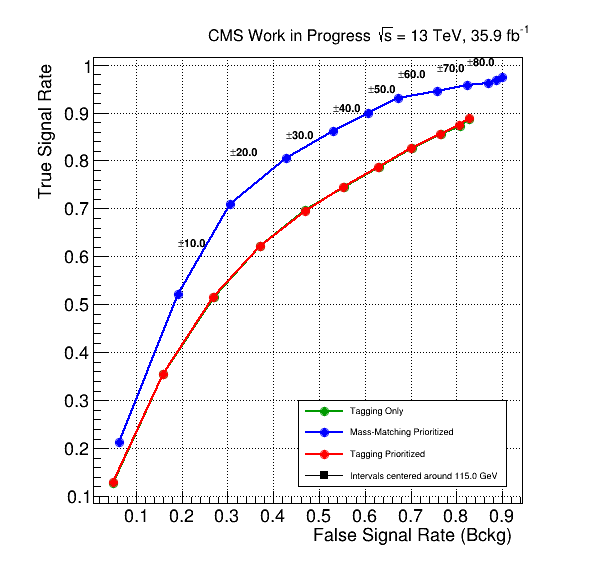 CMS Work in Progress √s = 13 TeV, 35.9 fb⁻¹
True Signal Rate
1
0.9
0.8
0.7
0.6
0.5
0.4
0.3
0.2
0.1
±10.0
±20.0
±30.0
±40.0
±50.0
±60.0
±70.0
±80.0
Tagging Only
Mass-Matching Prioritized
Tagging Prioritized
Intervals centered around 115.0 GeV
0.1 0.2 0.3 0.4 0.5 0.6 0.7 0.8 0.9
False Signal Rate (Bckg)